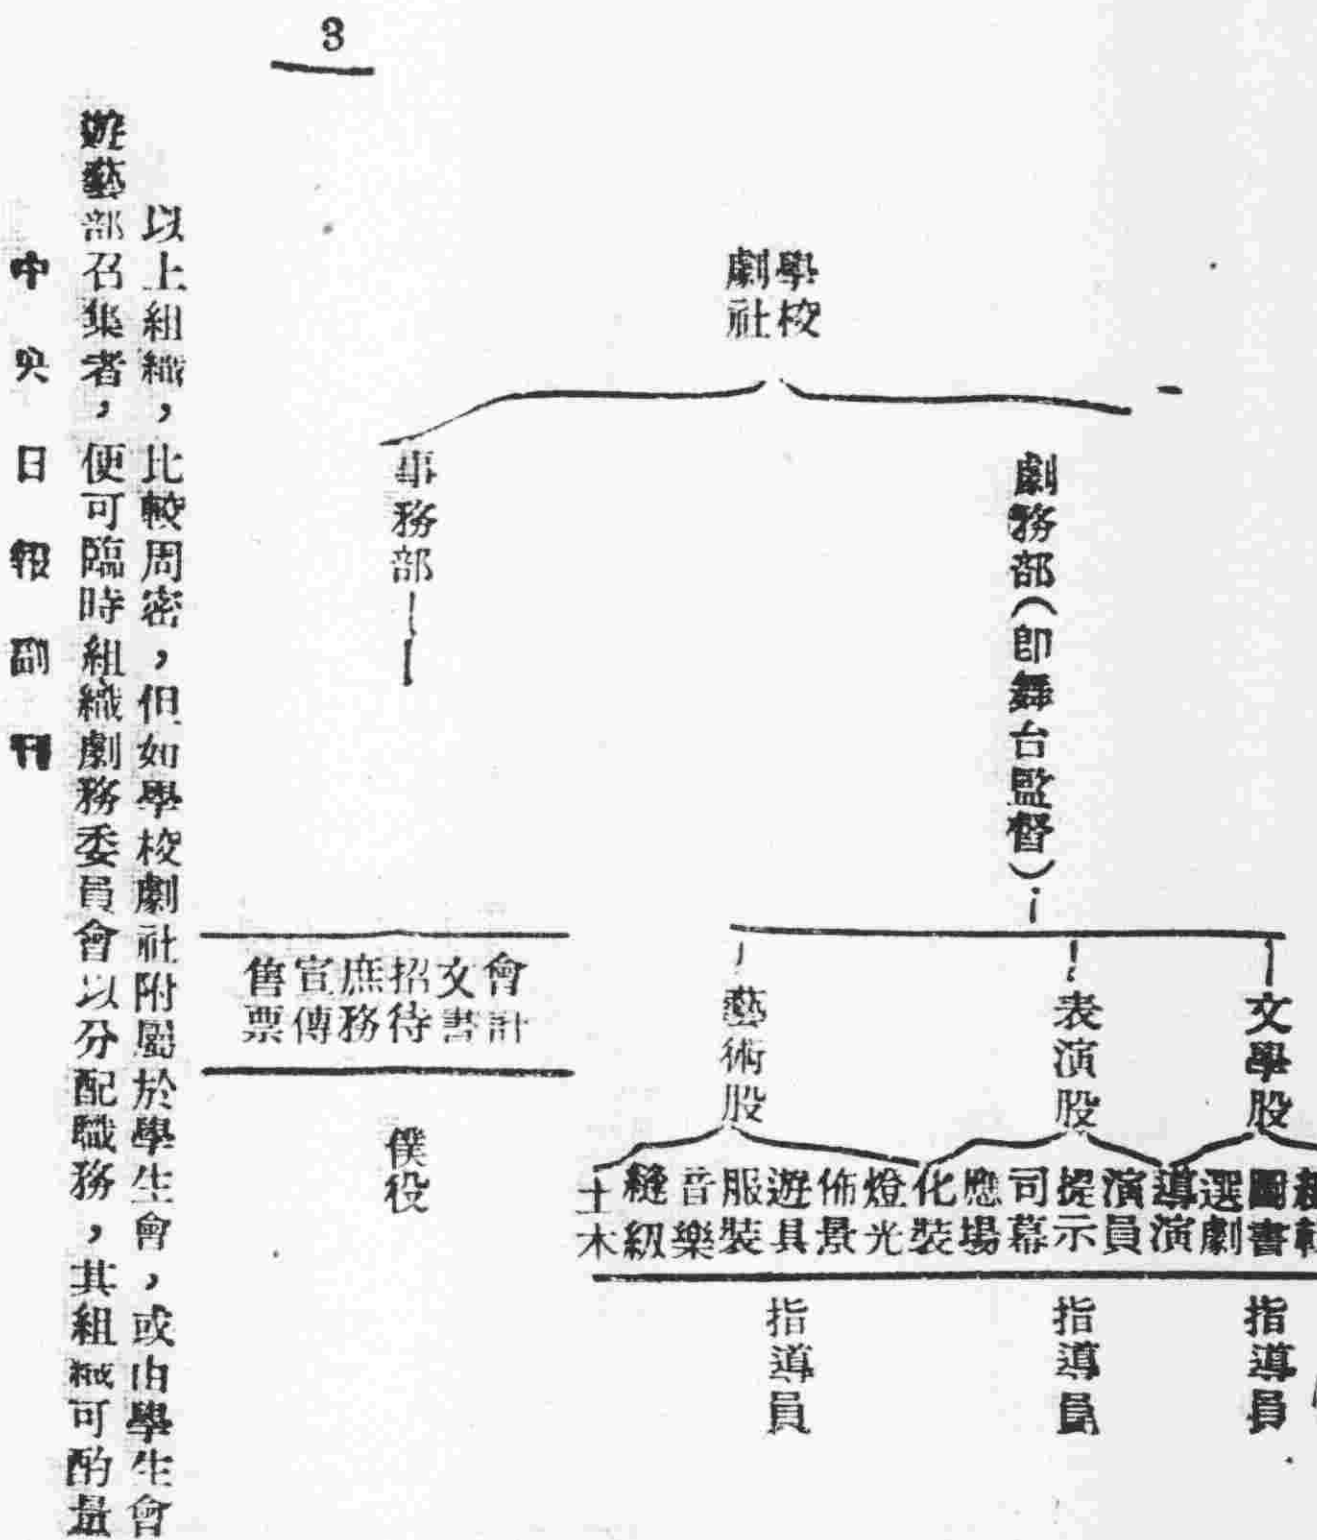 3
學校
劇社
劇務部（即舞台監督）
事務部
文學股
表演股
藝術股
圖書
選劇
導演
演員
提示
司幕
應場
化裝
燈光
佈景
遊具
服裝
音樂
縫級
土木
指導員
指導員
指導員
會計
文書
招待
庶務
宣傳
售票
僕役
以上組織，比較周密，但如學校劇社附屬於學生會，或由學生會
遊藝部召集者，便可臨時組織劇務委員會以分配職務，其組織可酌量
中央日報副刊